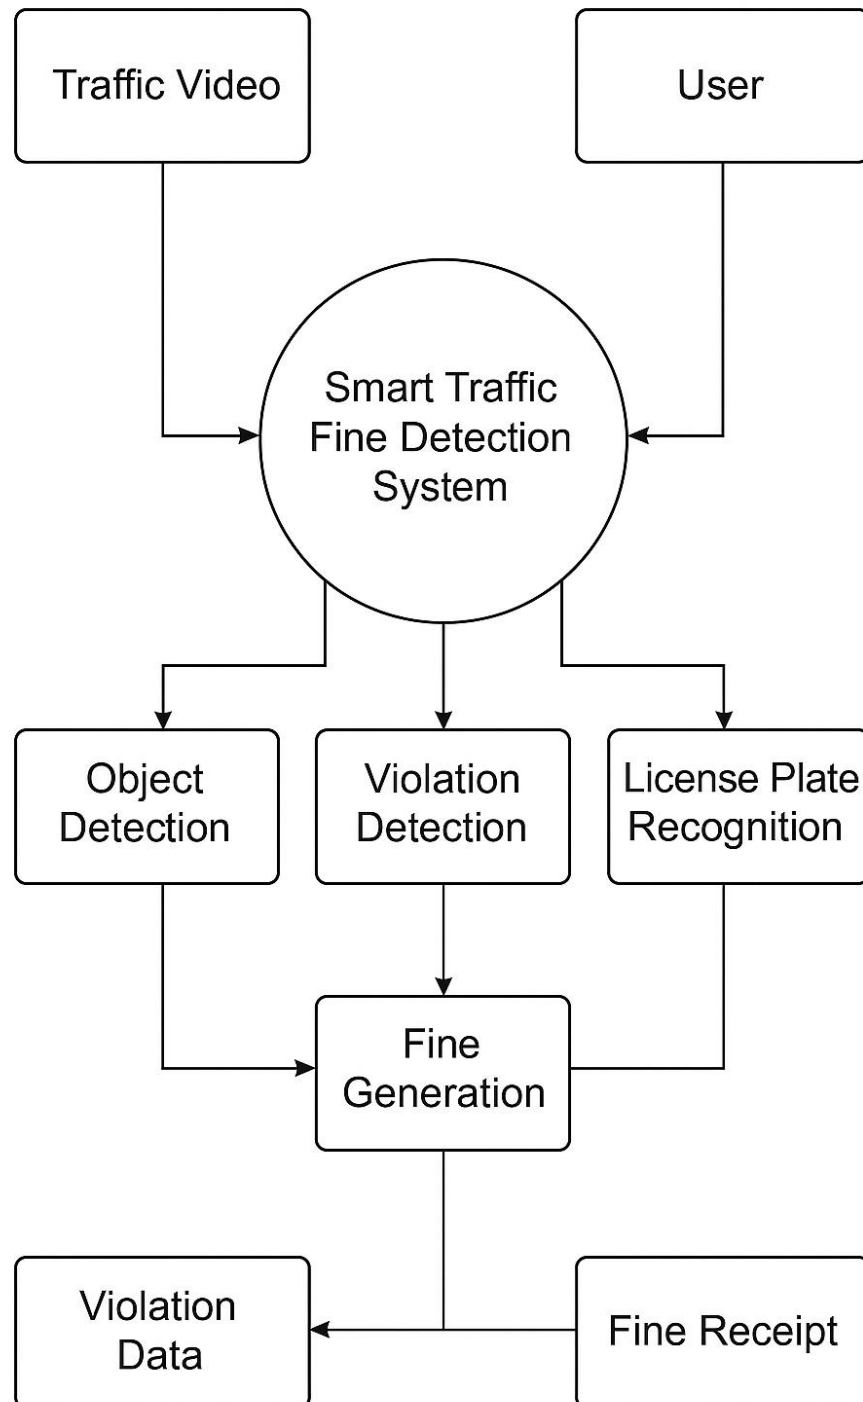 Traffic Video
User
Smart Traffic
Fine Detection
System
Object
Detection
Violation
Detection
License Plate
Recognition
Fine
Generation
Violation
Data
Fine Receipt